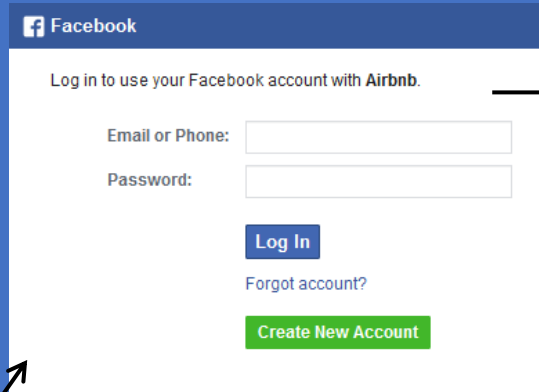 Facebook
Log in to use your Facebook account with Airbnb.
Email or Phone:
Password:
Log In
Forgot account?
Create New Account